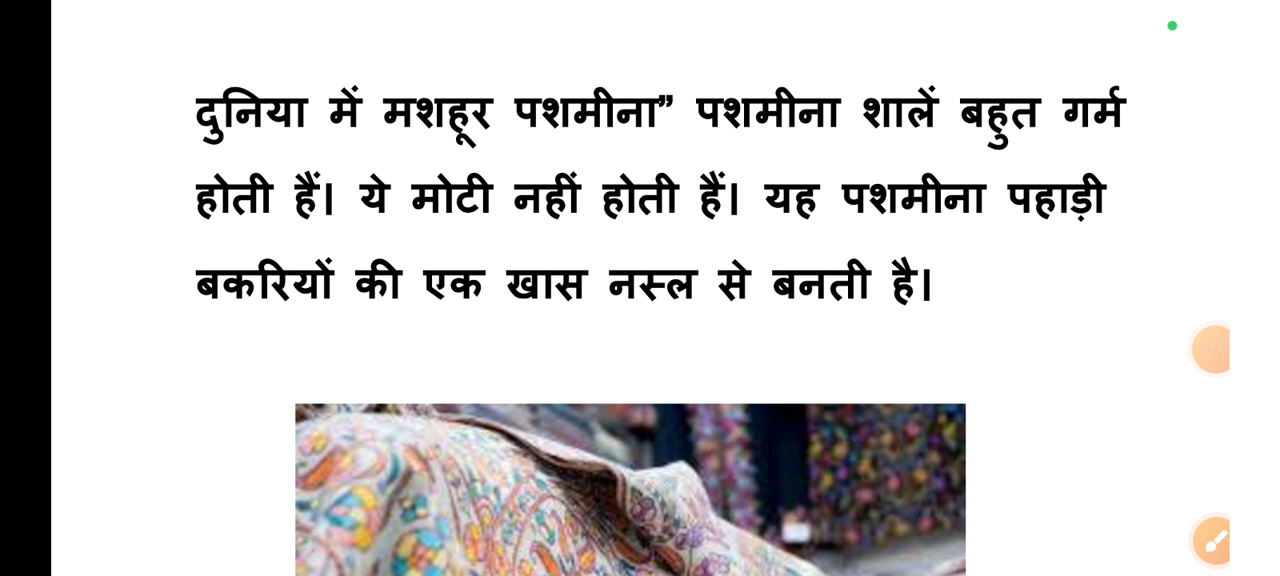 दुनिया में मशहूर पशमीना” पशमीना शालें बहुत गर्म
होती हैं। ये मोटी नहीं होती हैं। यह पशमीना पहाड़ी
बकरियों की एक खास नस्ल से बनती है।